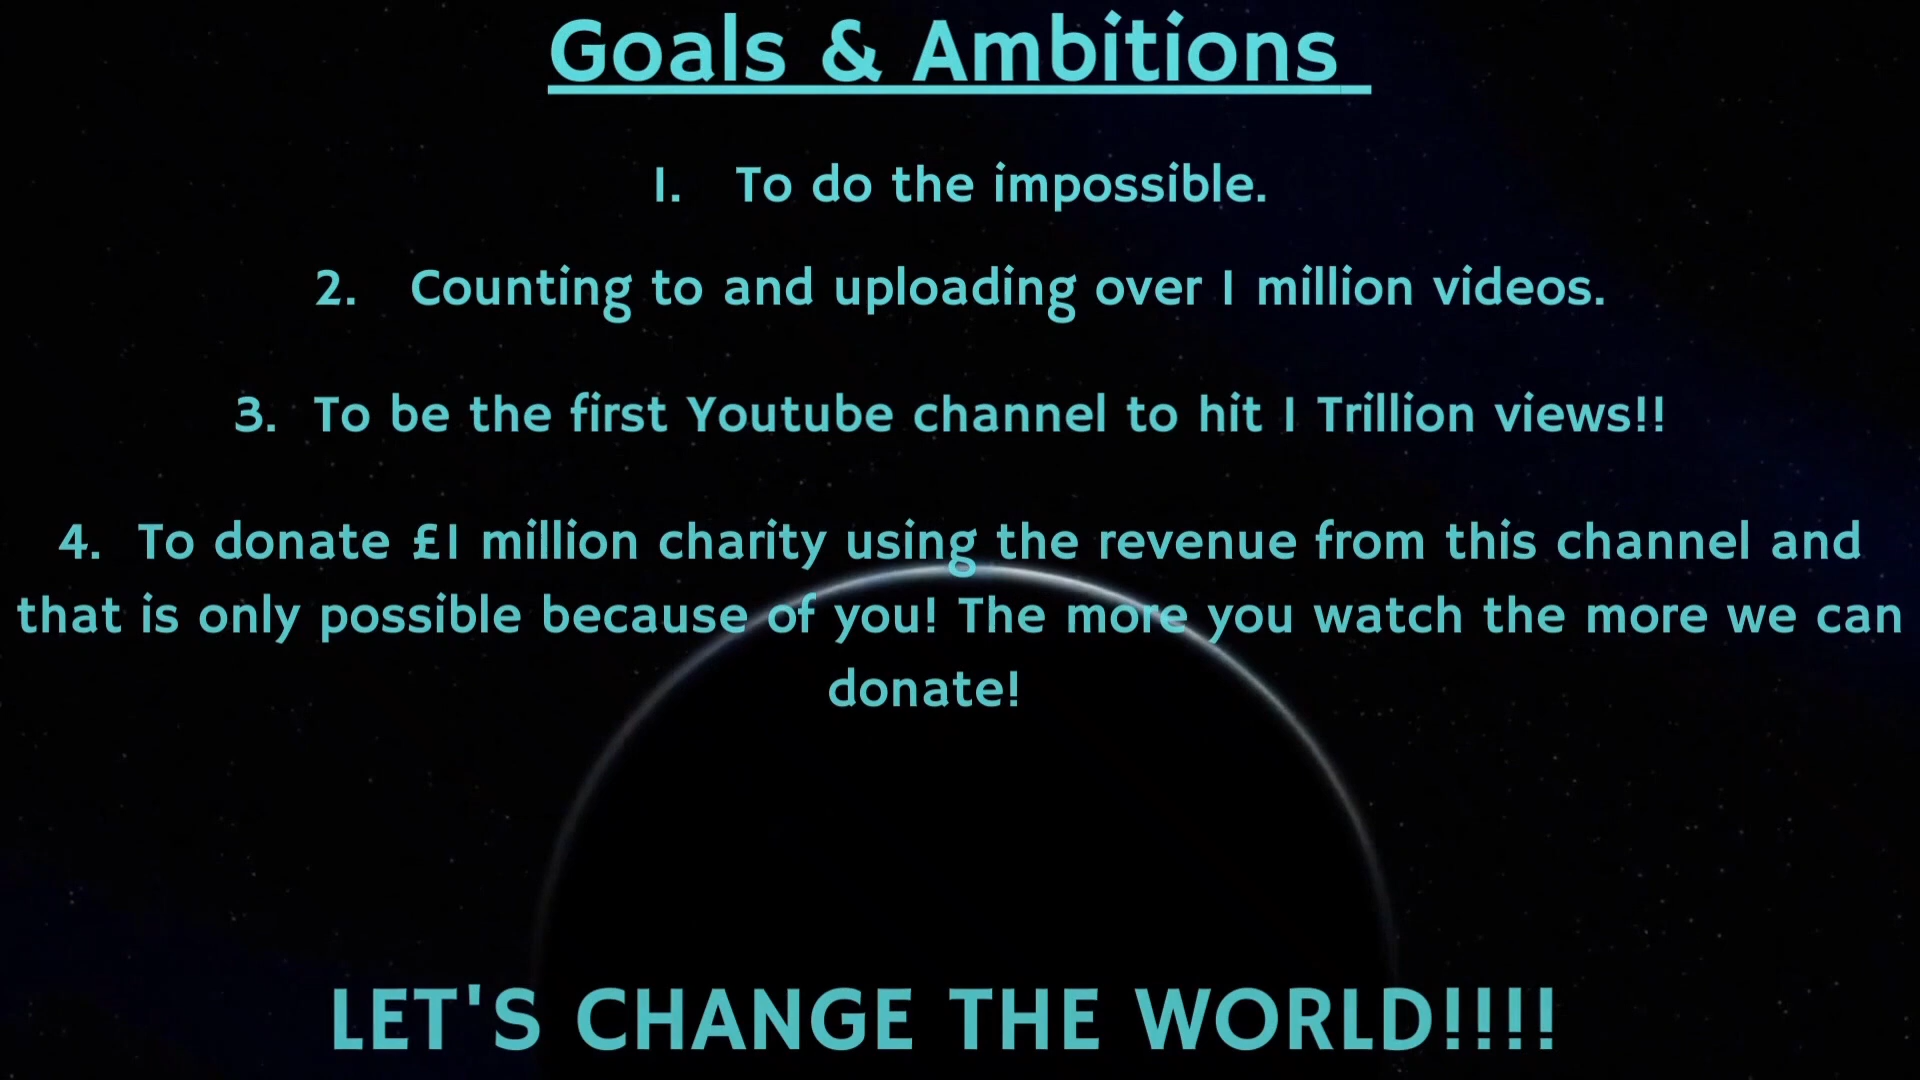 Goals & Ambitions
1. To do the impossible.
2. Counting to and uploading over 1 million videos.
3. To be the first Youtube channel to hit 1 Trillion views!!
4. To donate £1 million charity using the revenue from this channel and
that is only possible because of you! The more you watch the more we can
donate!
LET'S CHANGE THE WORLD!!!!